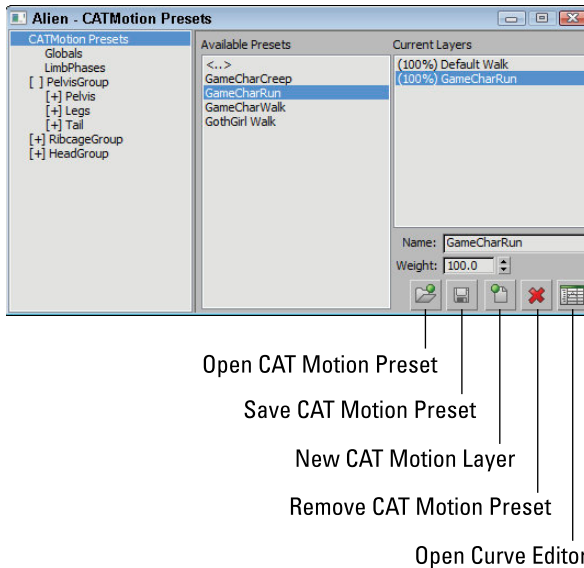 Alien - CATMotion Presets
CATMotion Presets
Globals
LimbPhases
[ ] PelvisGroup
[+] Pelvis
[+] Legs
[+] Tail
[+] RibcageGroup
[+] HeadGroup
Available Presets
<..>
GameCharCreep
GameCharRun
GameCharWalk
GothGirl Walk
Current Layers
(100%) Default Walk
(100%) GameCharRun
Name: GameCharRun
Weight: 100.0
Open CAT Motion Preset
Save CAT Motion Preset
New CAT Motion Layer
Remove CAT Motion Preset
Open Curve Editor